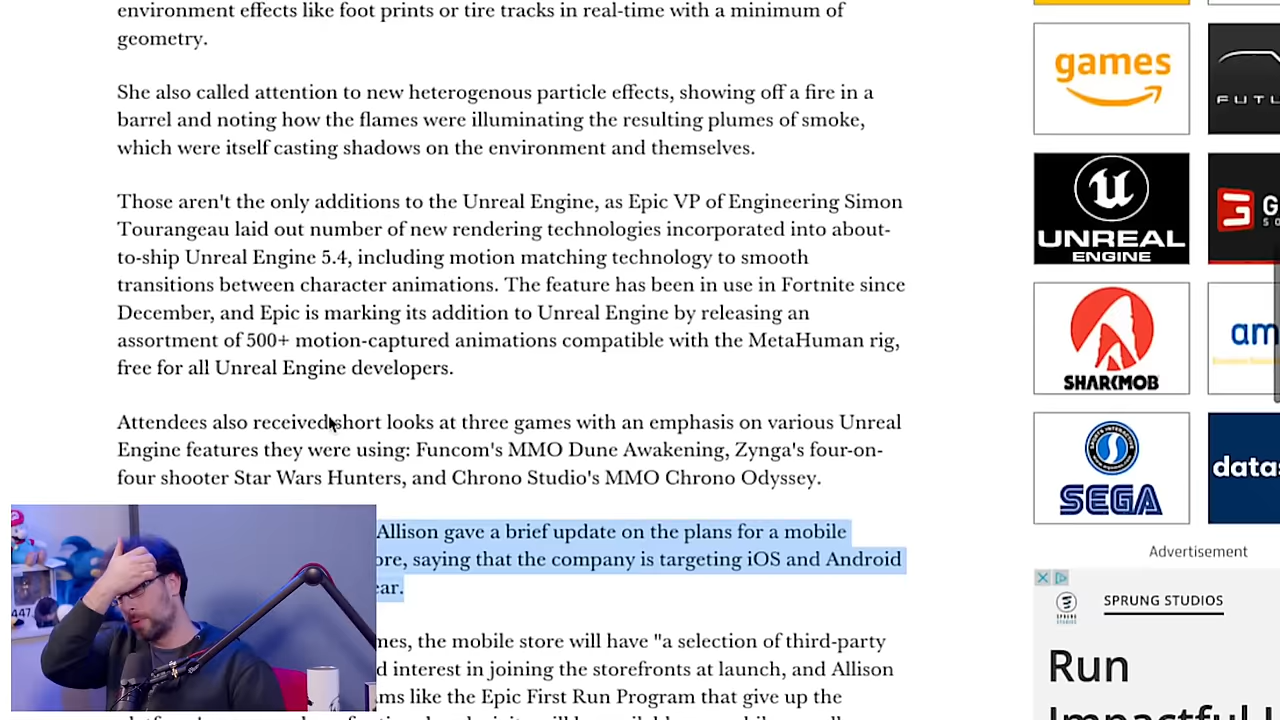 environment effects like foot prints or tire tracks in real-time with a minimum of
geometry.
She also called attention to new heterogenous particle effects, showing off a fire in a
barrel and noting how the flames were illuminating the resulting plumes of smoke,
which were itself casting shadows on the environment and themselves.
Those aren't the only additions to the Unreal Engine, as Epic VP of Engineering Simon
Tourangeau laid out number of new rendering technologies incorporated into about-
to-ship Unreal Engine 5.4, including motion matching technology to smooth
transitions between character animations. The feature has been in use in Fortnite since
December, and Epic is marking its addition to Unreal Engine by releasing an
assortment of 500+ motion-captured animations compatible with the MetaHuman rig,
free for all Unreal Engine developers.
Attendees also received short looks at three games with an emphasis on various Unreal
Engine features they were using: Funcom's MMO Dune Awakening, Zynga's four-on-
four shooter Star Wars Hunters, and Chrono Studio's MMO Chrono Odyssey.
Allison gave a brief update on the plans for a mobile
ore, saying that the company is targeting iOS and Android
ear.
mes, the mobile store will have "a selection of third-party
d interest in joining the storefronts at launch, and Allison
ms like the Epic First Run Program that give up the
447
games
FUTU
UNREAL
ENGINE
G
SHARKMOB
am
SEGA
data
Advertisement
SPRUNG STUDIOS
Run